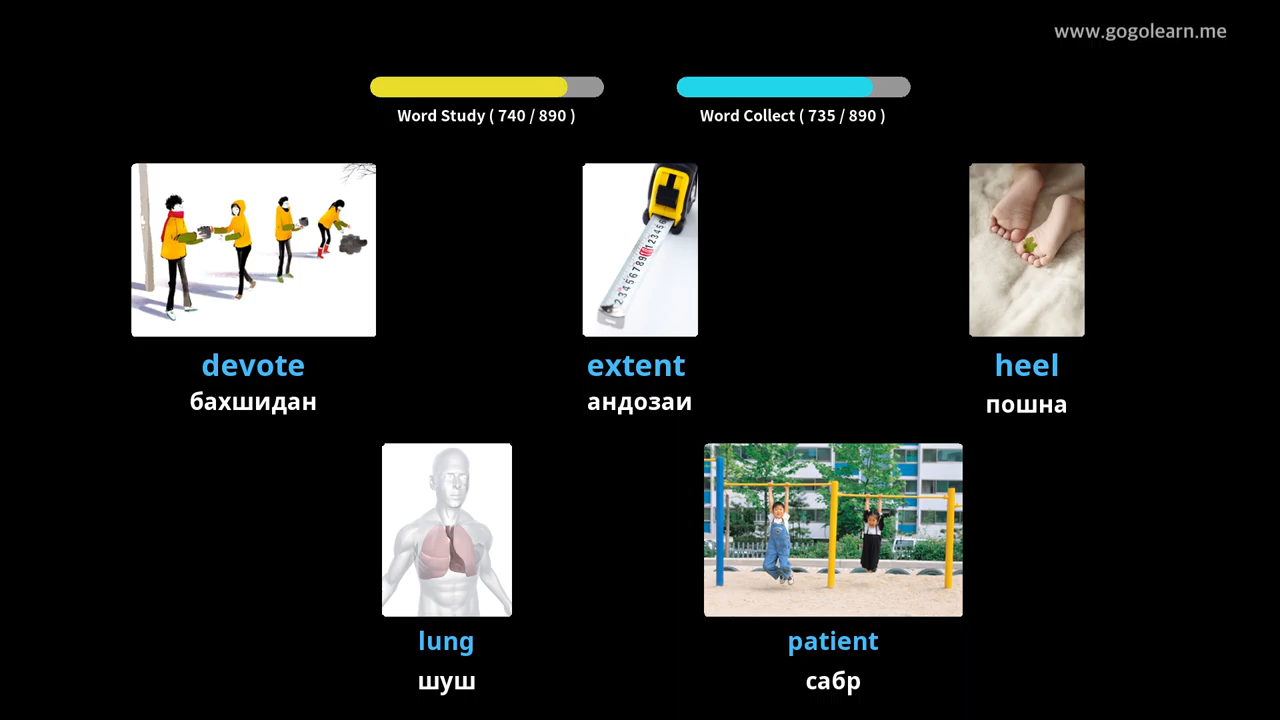 www.gogolearn.me
Word Study ( 740 / 890 )
Word Collect ( 735 / 890 )
devote
бахшидан
extent
андозаи
heel
пошна
lung
шуш
patient
сабр